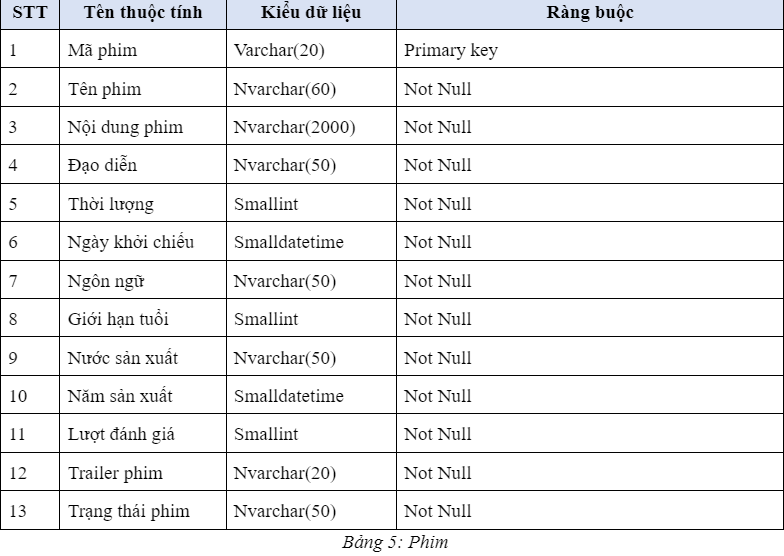 STT Tên thuộc tính Kiểu dữ liệu Ràng buộc
1 Mã phim Varchar(20) Primary key
2 Tên phim Nvarchar(60) Not Null
3 Nội dung phim Nvarchar(2000) Not Null
4 Đạo diễn Nvarchar(50) Not Null
5 Thời lượng Smallint Not Null
6 Ngày khởi chiếu Smalldatetime Not Null
7 Ngôn ngữ Nvarchar(50) Not Null
8 Giới hạn tuổi Smallint Not Null
9 Nước sản xuất Nvarchar(50) Not Null
10 Năm sản xuất Smalldatetime Not Null
11 Lượt đánh giá Smallint Not Null
12 Trailer phim Nvarchar(20) Not Null
13 Trạng thái phim Nvarchar(50) Not Null
Bảng 5: Phim